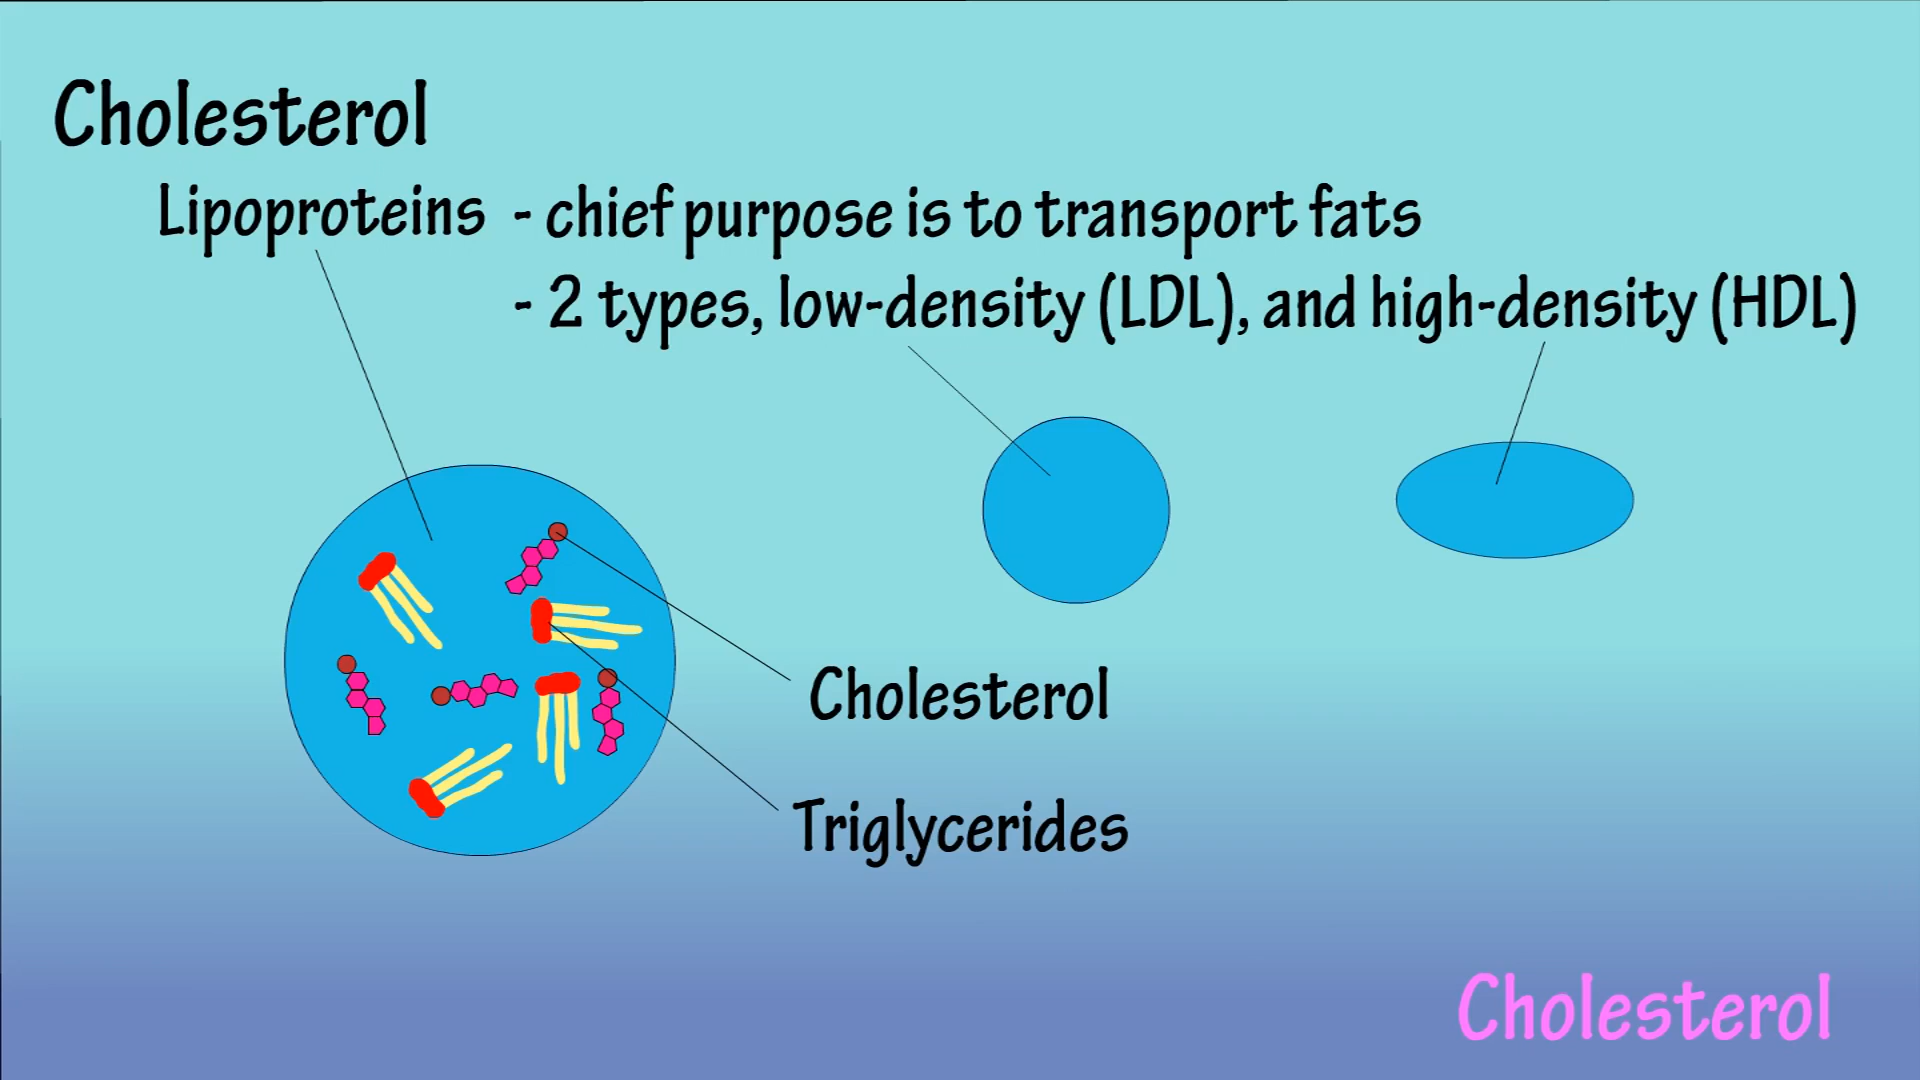 Cholesterol
Lipoproteins - chief purpose is to transport fats
- 2 types, low-density (LDL), and high-density (HDL)
Cholesterol
Triglycerides
Cholesterol